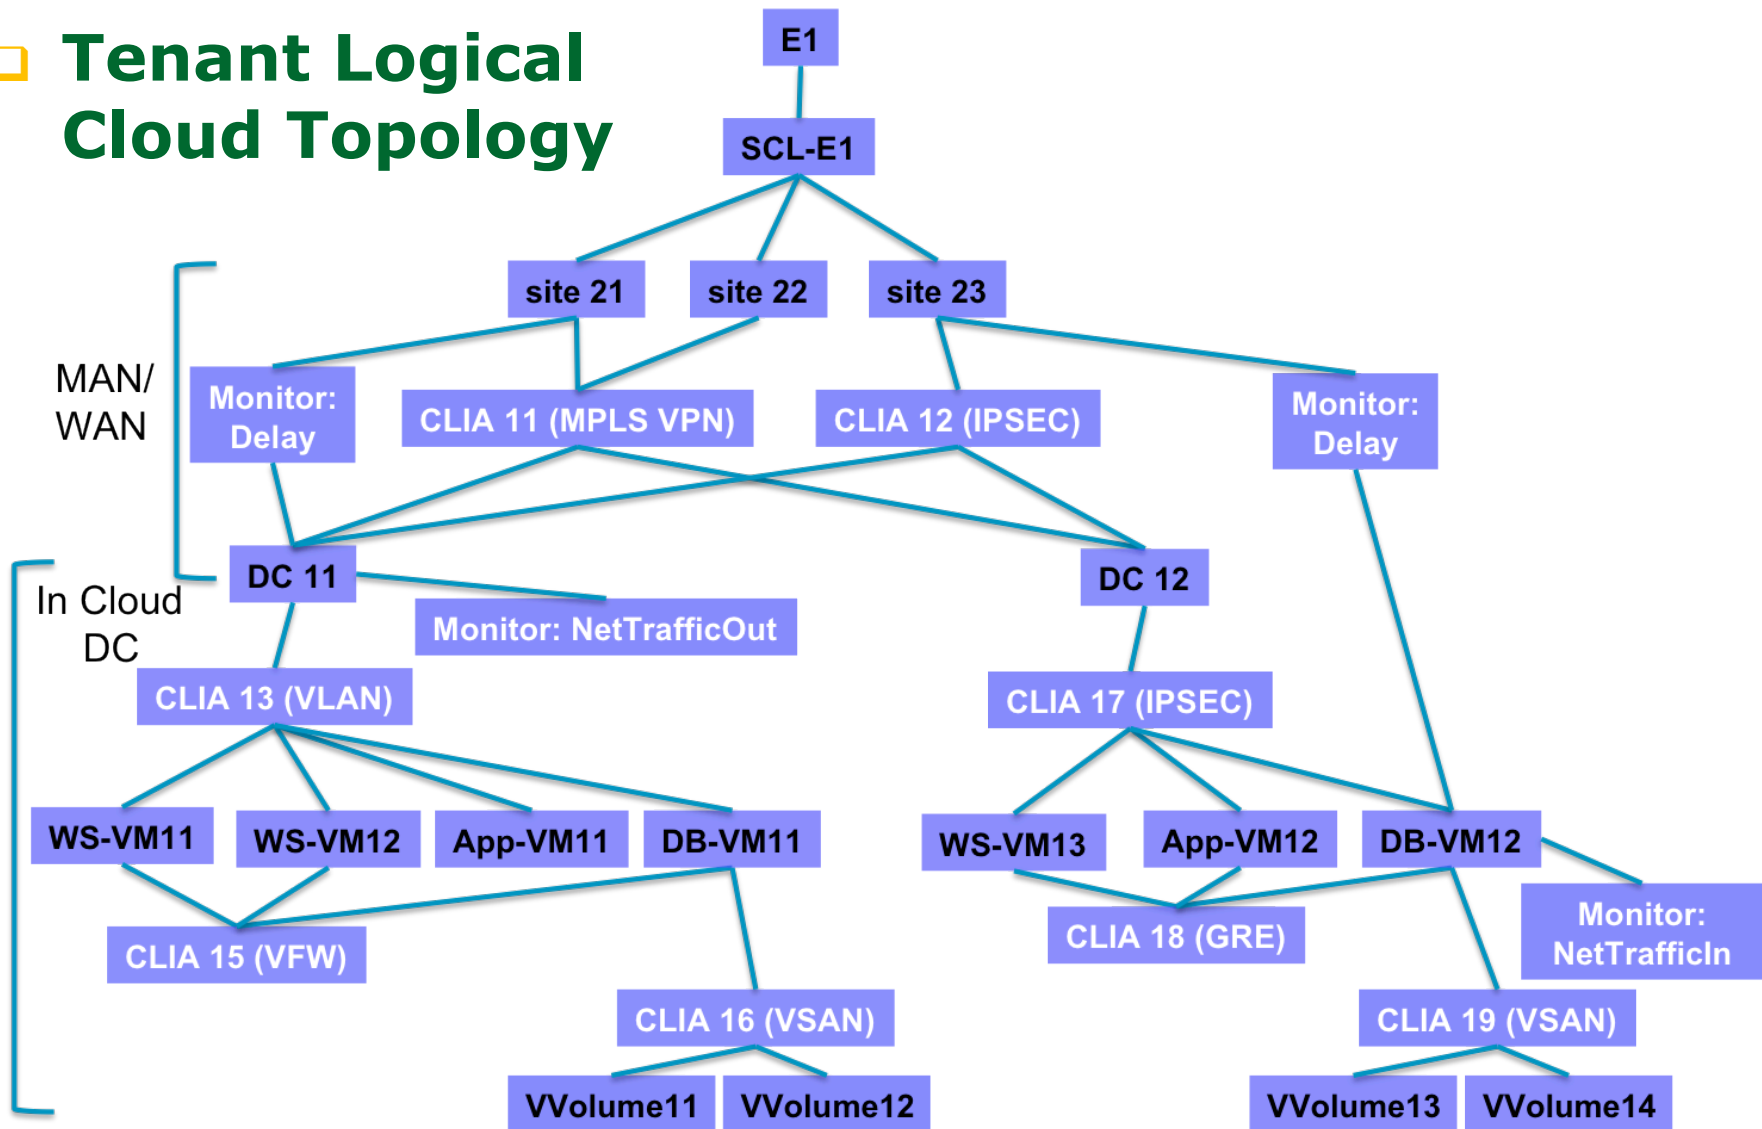 Tenant Logical
Cloud Topology
E1
SCL-E1
site 21
site 22
site 23
MAN/
WAN
Monitor:
Delay
CLIA 11 (MPLS VPN)
CLIA 12 (IPSEC)
Monitor:
Delay
DC 11
DC 12
In Cloud
DC
Monitor: NetTrafficOut
CLIA 13 (VLAN)
CLIA 17 (IPSEC)
WS-VM11
WS-VM12
App-VM11
DB-VM11
WS-VM13
App-VM12
DB-VM12
CLIA 15 (VFW)
CLIA 18 (GRE)
Monitor:
NetTrafficIn
CLIA 16 (VSAN)
CLIA 19 (VSAN)
VVolume11
VVolume12
VVolume13
VVolume14